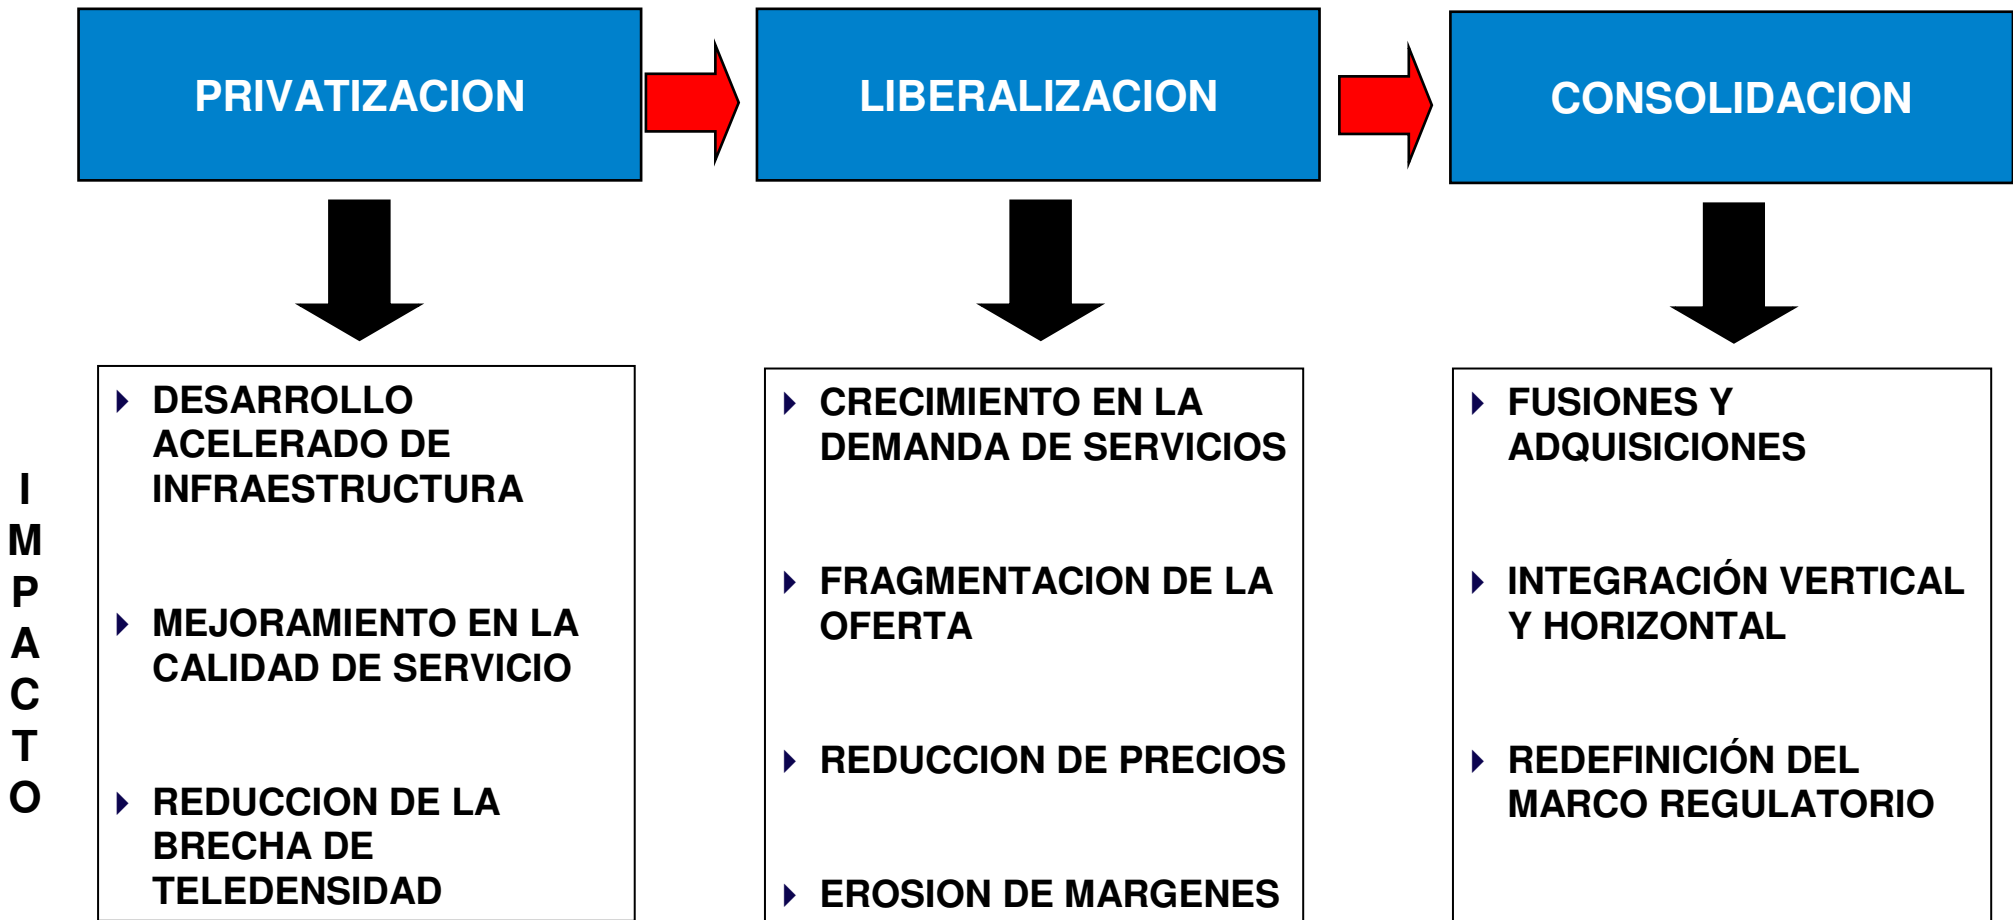 PRIVATIZACION
LIBERALIZACION
CONSOLIDACION
IMPACTO
DESARROLLO
ACELERADO DE
INFRAESTRUCTURA
MEJORAMIENTO EN LA
CALIDAD DE SERVICIO
REDUCCION DE LA
BRECHA DE
TELEDENSIDAD
CRECIMIENTO EN LA
DEMANDA DE SERVICIOS
FRAGMENTACION DE LA
OFERTA
REDUCCION DE PRECIOS
EROSION DE MARGENES
FUSIONES Y
ADQUISICIONES
INTEGRACIÓN VERTICAL
Y HORIZONTAL
REDEFINICIÓN DEL
MARCO REGULATORIO